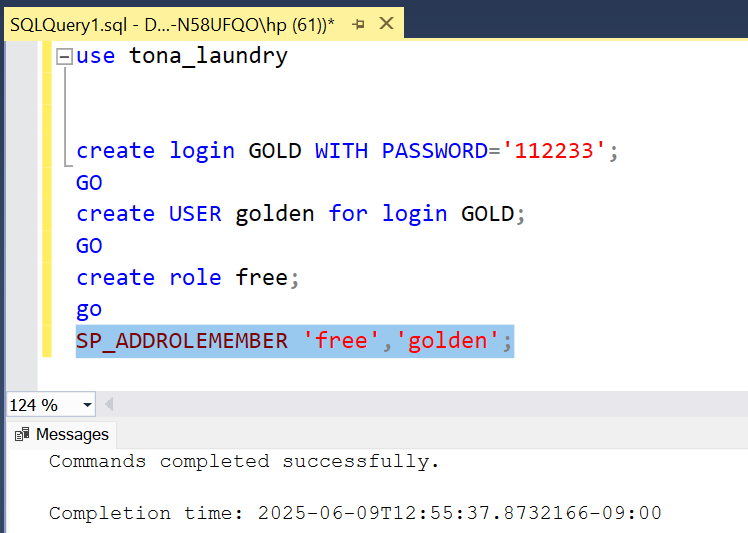 SQLQuery1.sql - D...-N58UFQO\hp (61))*
use tona_laundry
create login GOLD WITH PASSWORD='112233';
GO
create USER golden for login GOLD;
GO
create role free;
go
SP_ADDROLEMEMBER 'free','golden';
124 %
Messages
Commands completed successfully.
Completion time: 2025-06-09T12:55:37.8732166-09:00